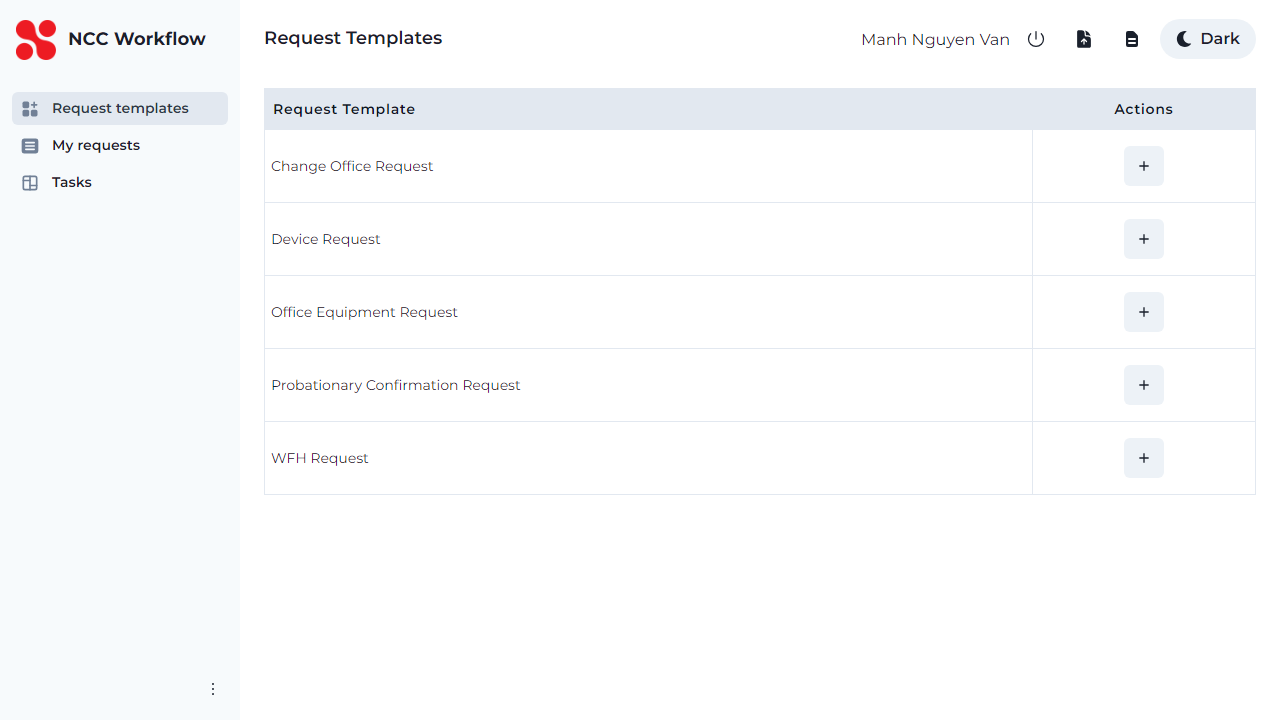 NCC Workflow
Request templates
My requests
Tasks
Request Templates
Manh Nguyen Van
Dark
Request Template Actions
Change Office Request +
Device Request +
Office Equipment Request +
Probationary Confirmation Request +
WFH Request +